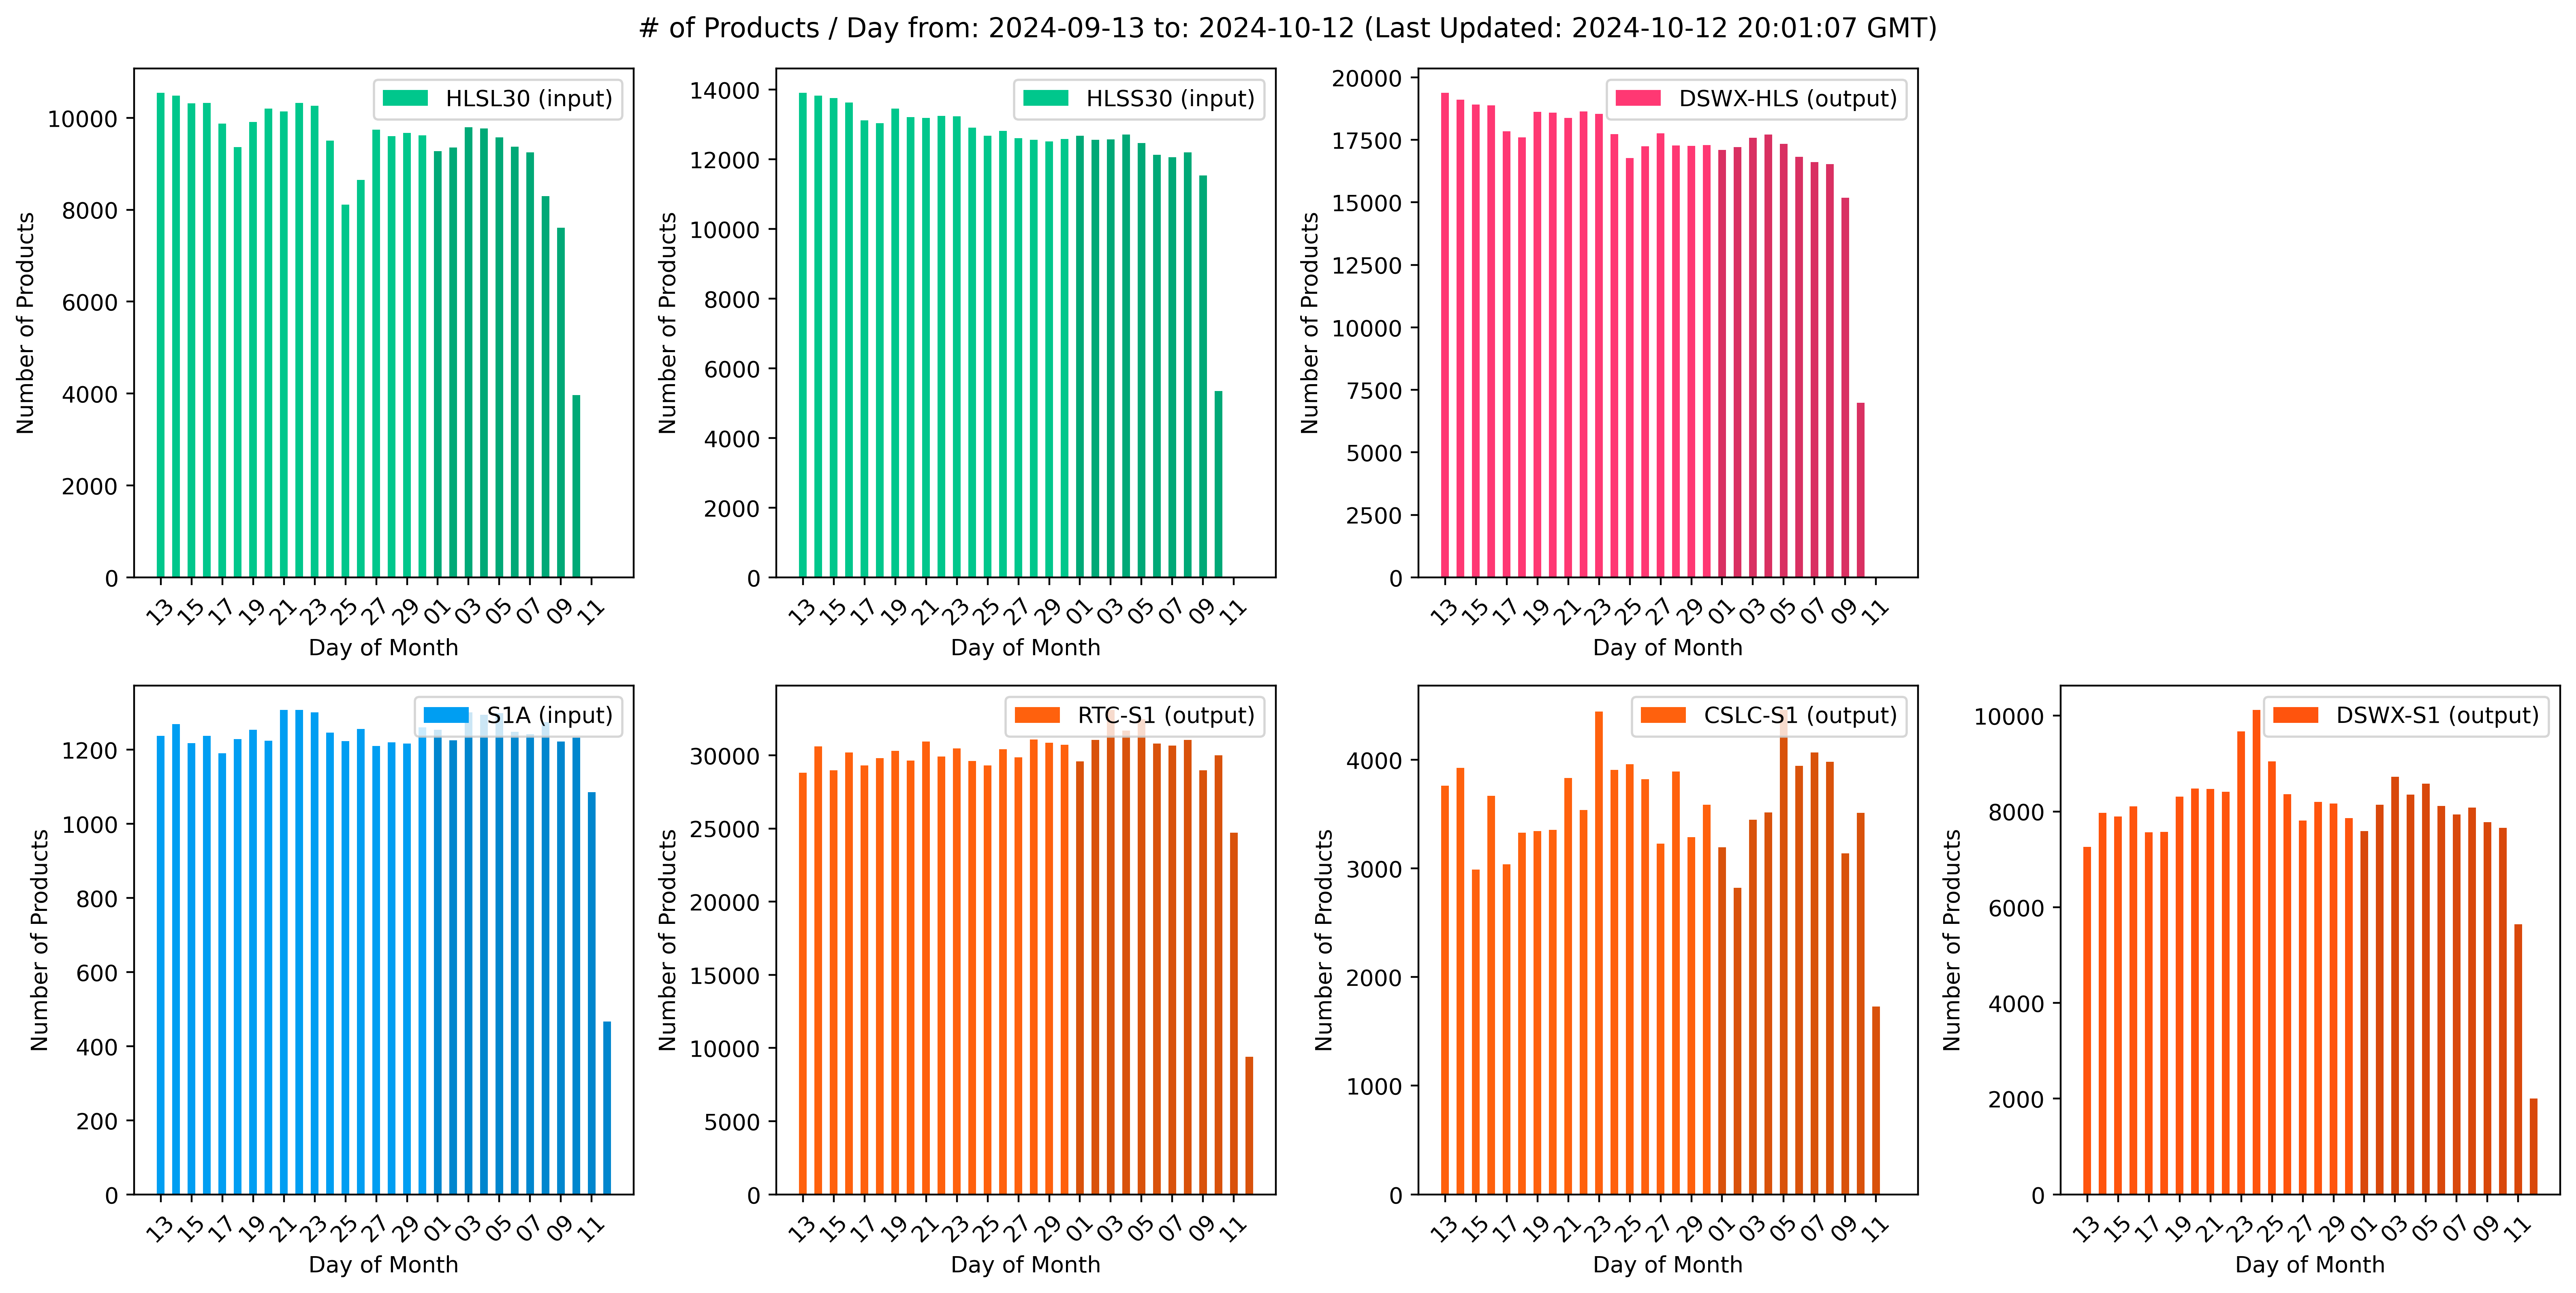 # of Products / Day from: 2024-09-13 to: 2024-10-12 (Last Updated: 2024-10-12 20:01:07 GMT)
HLSL30 (input)
Number of Products
10000
8000
6000
4000
2000
0
13 15 17 19 21 23 25 27 29 01 03 05 07 09 11
Day of Month
HLSS30 (input)
Number of Products
14000
12000
10000
8000
6000
4000
2000
0
13 15 17 19 21 23 25 27 29 01 03 05 07 09 11
Day of Month
DSWX-HLS (output)
Number of Products
20000
17500
15000
12500
10000
7500
5000
2500
0
13 15 17 19 21 23 25 27 29 01 03 05 07 09 11
Day of Month
S1A (input)
Number of Products
1200
1000
800
600
400
200
0
13 15 17 19 21 23 25 27 29 01 03 05 07 09 11
Day of Month
RTC-S1 (output)
Number of Products
30000
25000
20000
15000
10000
5000
0
13 15 17 19 21 23 25 27 29 01 03 05 07 09 11
Day of Month
CSLC-S1 (output)
Number of Products
4000
3000
2000
1000
0
13 15 17 19 21 23 25 27 29 01 03 05 07 09 11
Day of Month
DSWX-S1 (output)
Number of Products
10000
8000
6000
4000
2000
0
13 15 17 19 21 23 25 27 29 01 03 05 07 09 11
Day of Month